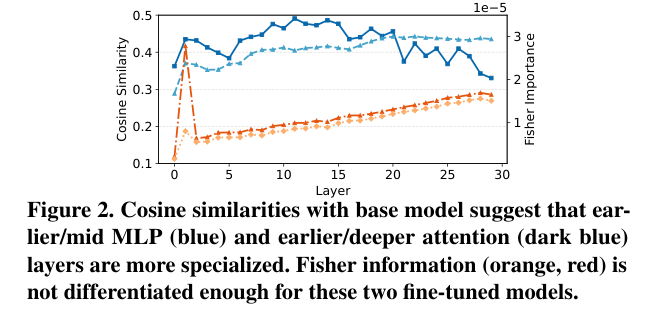 1e−5
0.5
0.4
0.3
0.2
0.1
Cosine Similarity
3
2
1
Fisher Importance
0 5 10 15 20 25 30
Layer
Figure 2. Cosine similarities with base model suggest that ear-
lier/mid MLP (blue) and earlier/deeper attention (dark blue)
layers are more specialized. Fisher information (orange, red) is
not differentiated enough for these two fine-tuned models.